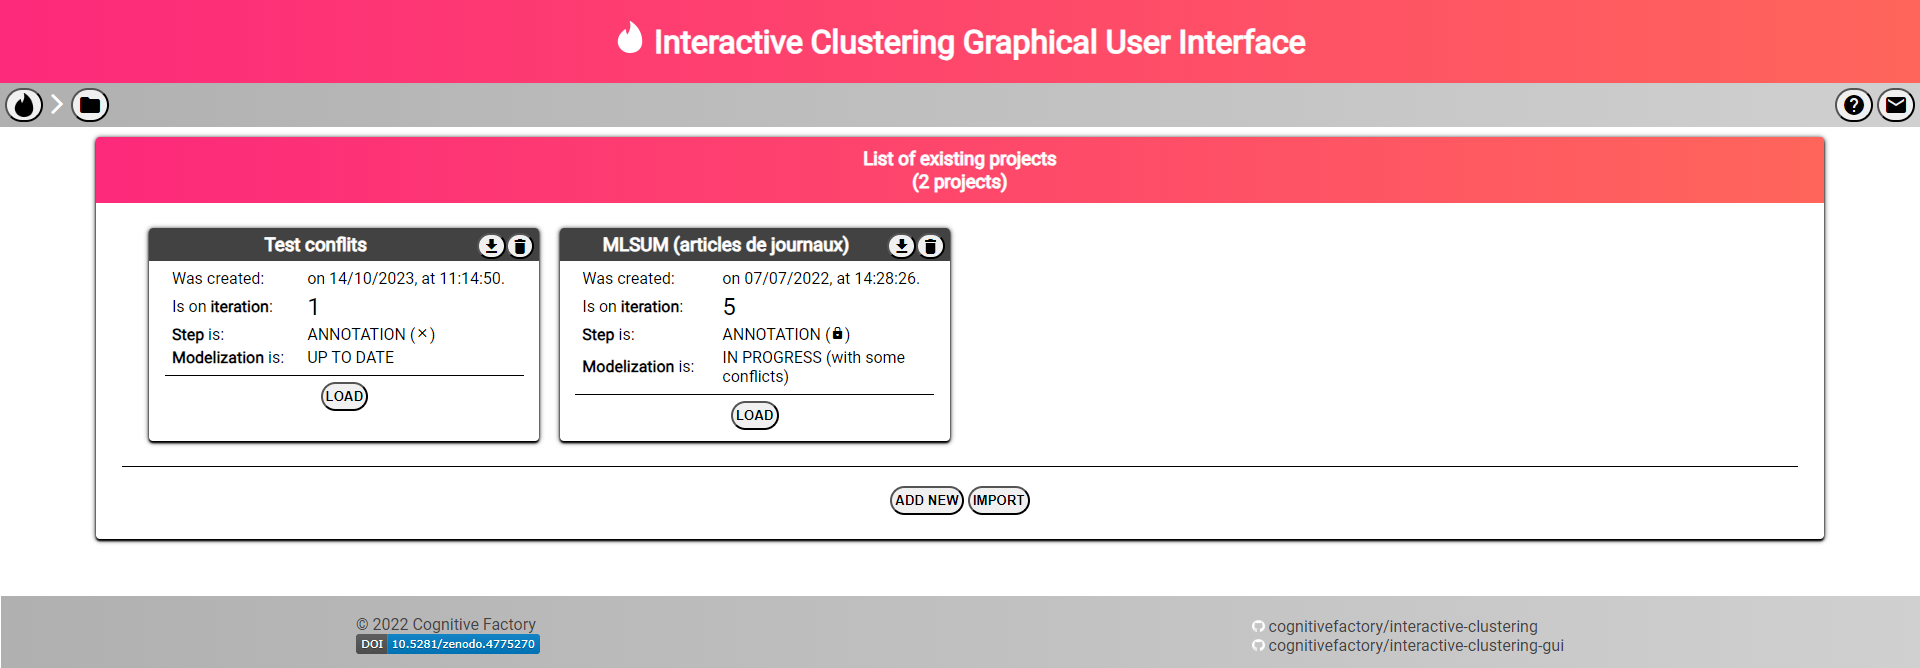 Interactive Clustering Graphical User Interface
List of existing projects
(2 projects)
Test conflits
Was created: on 14/10/2023, at 11:14:50.
Is on iteration: 1
Step is: ANNOTATION (✕)
Modelization is: UP TO DATE
LOAD
MLSUM (articles de journaux)
Was created: on 07/07/2022, at 14:28:26.
Is on iteration: 5
Step is: ANNOTATION (🔒)
Modelization is: IN PROGRESS (with some
conflicts)
LOAD
ADD NEW IMPORT
© 2022 Cognitive Factory
DOI 10.5281/zenodo.4775270
cognitivefactory/interactive-clustering
cognitivefactory/interactive-clustering-gui